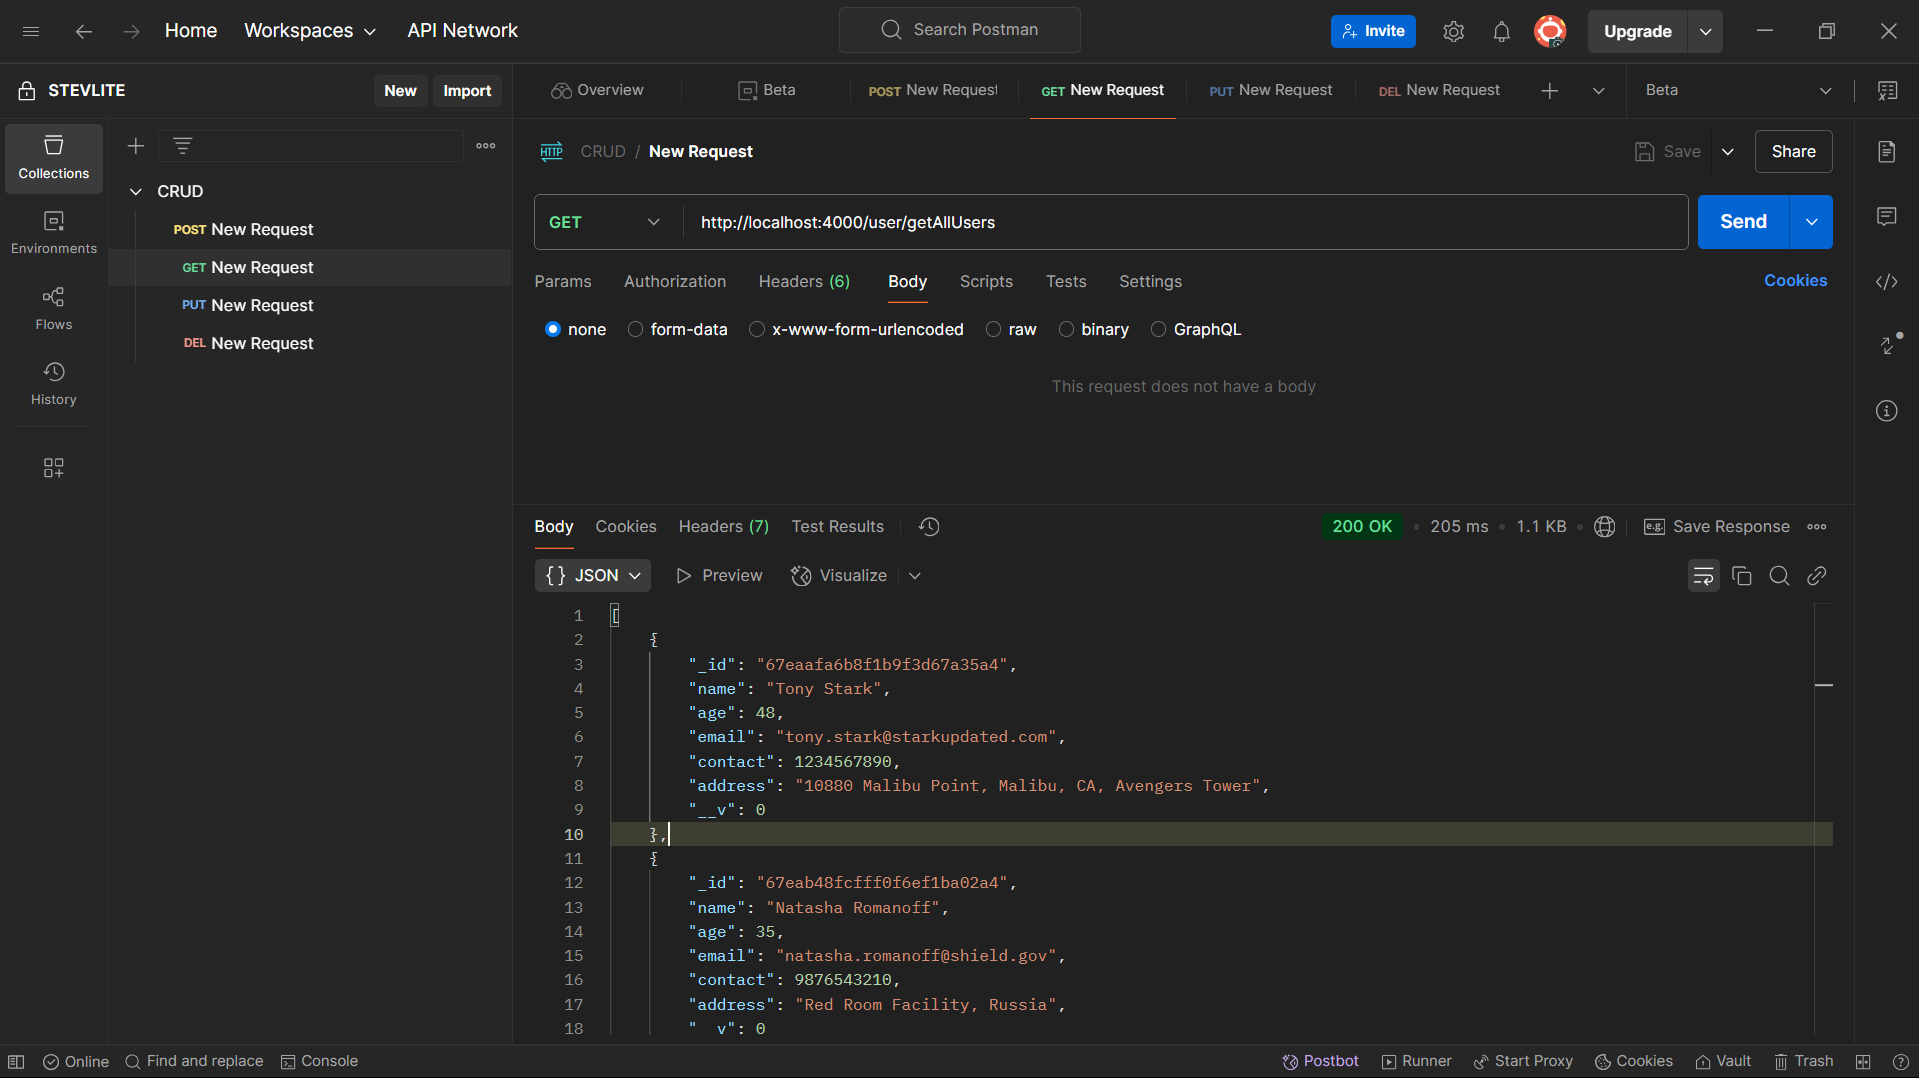 Home Workspaces API Network Search Postman Invite Upgrade
STEVLITE New Import Overview Beta POST New Request GET New Request PUT New Request DEL New Request Beta
Collections
Environments
Flows
History
CRUD
POST New Request
GET New Request
PUT New Request
DEL New Request
HTTP CRUD / New Request Save Share
GET http://localhost:4000/user/getAllUsers Send
Params Authorization Headers (6) Body Scripts Tests Settings Cookies
none form-data x-www-form-urlencoded raw binary GraphQL
This request does not have a body
Body Cookies Headers (7) Test Results 200 OK • 205 ms • 1.1 KB • e.g. Save Response
{} JSON Preview Visualize
1 [
2 {
3 "_id": "67eaafa6b8f1b9f3d67a35a4",
4 "name": "Tony Stark",
5 "age": 48,
6 "email": "tony.stark@starkupdated.com",
7 "contact": 1234567890,
8 "address": "10880 Malibu Point, Malibu, CA, Avengers Tower",
9 "__v": 0
10 },
11 {
12 "_id": "67eab48fcfff0f6ef1ba02a4",
13 "name": "Natasha Romanoff",
14 "age": 35,
15 "email": "natasha.romanoff@shield.gov",
16 "contact": 9876543210,
17 "address": "Red Room Facility, Russia",
18 "__v": 0
Online Find and replace Console Postbot Runner Start Proxy Cookies Vault Trash